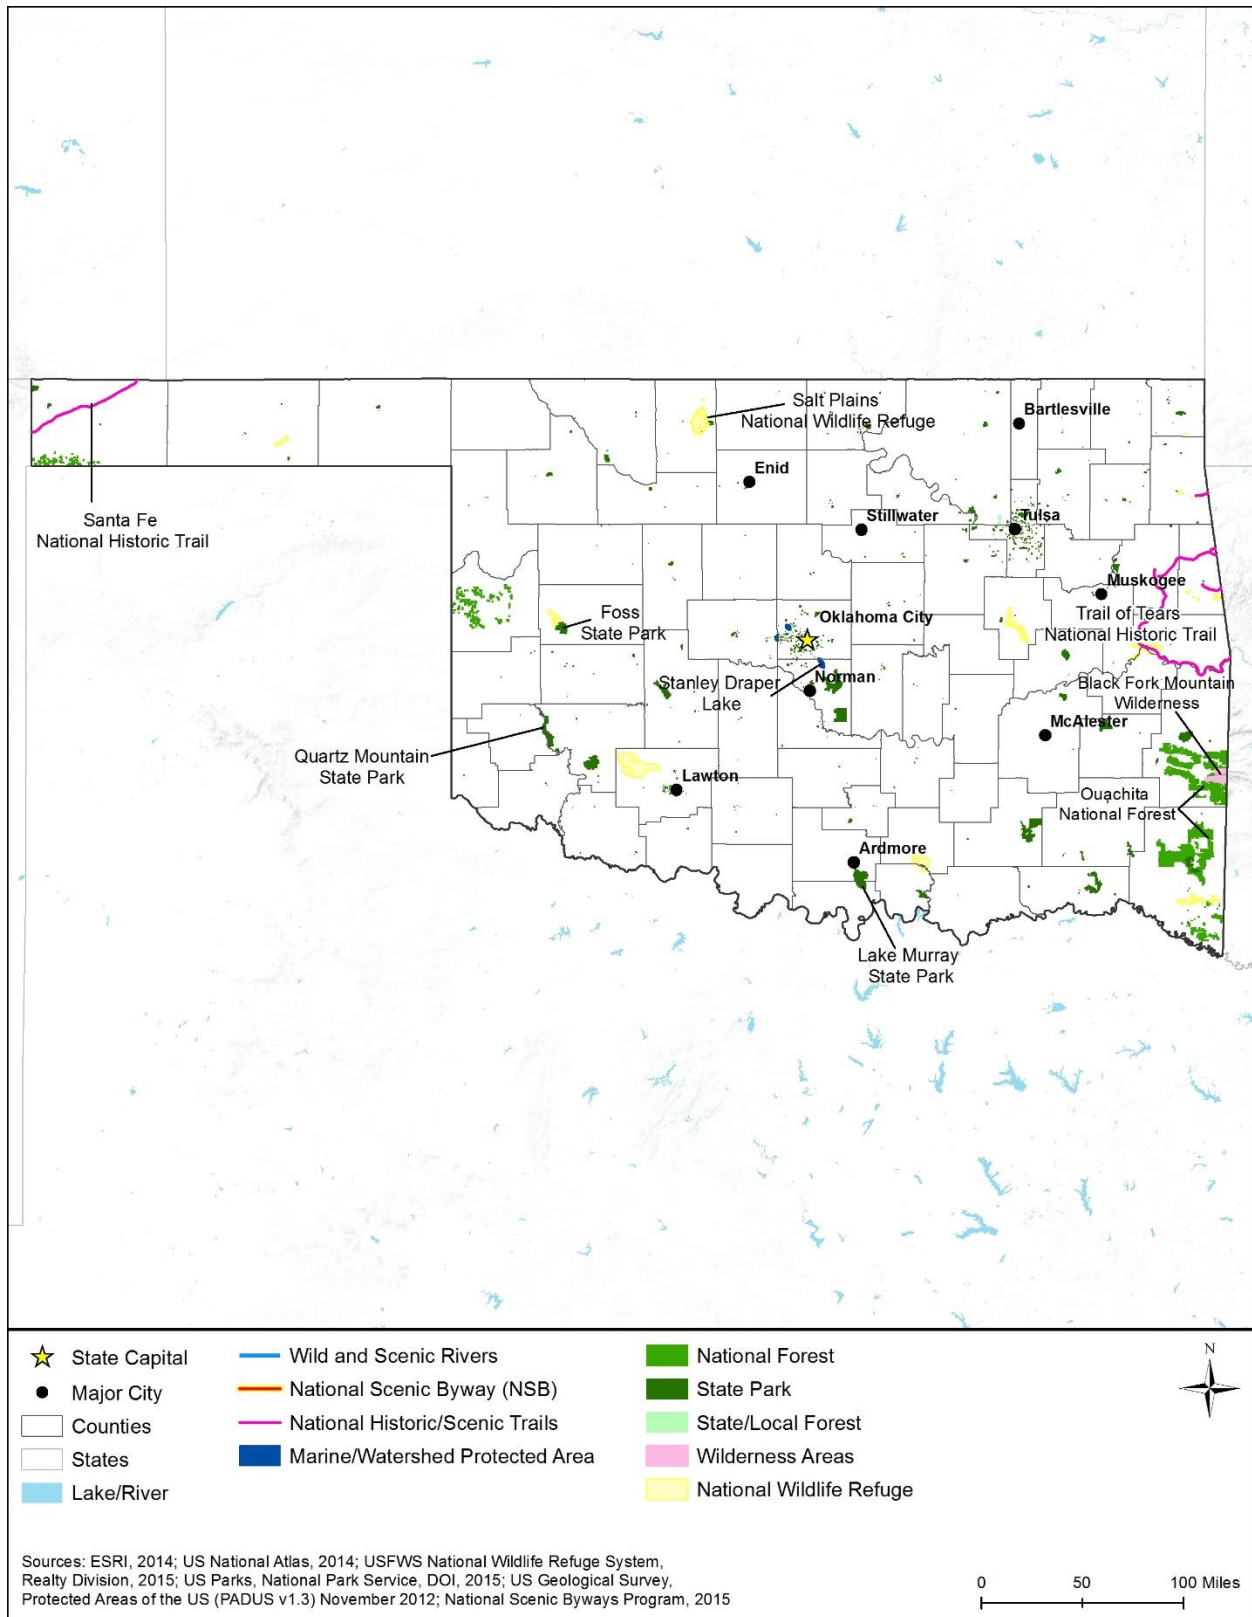 Salt Plains
National Wildlife Refuge
Bartlesville
Enid
Santa Fe
National Historic Trail
Stillwater
Tulsa
Muskogee
Foss
State Park
Oklahoma City
Trail of Tears
National Historic Trail
Stanley Draper
Lake
Norman
Black Fork Mountain
Wilderness
McAlester
Quartz Mountain
State Park
Lawton
Ouachita
National Forest
Ardmore
Lake Murray
State Park
State Capital
Major City
Counties
States
Lake/River
Wild and Scenic Rivers
National Scenic Byway (NSB)
National Historic/Scenic Trails
Marine/Watershed Protected Area
National Forest
State Park
State/Local Forest
Wilderness Areas
National Wildlife Refuge
N
Sources: ESRI, 2014; US National Atlas, 2014; USFWS National Wildlife Refuge System,
Realty Division, 2015; US Parks, National Park Service, DOI, 2015; US Geological Survey,
Protected Areas of the US (PADUS v1.3) November 2012; National Scenic Byways Program, 2015
0 50 100 Miles